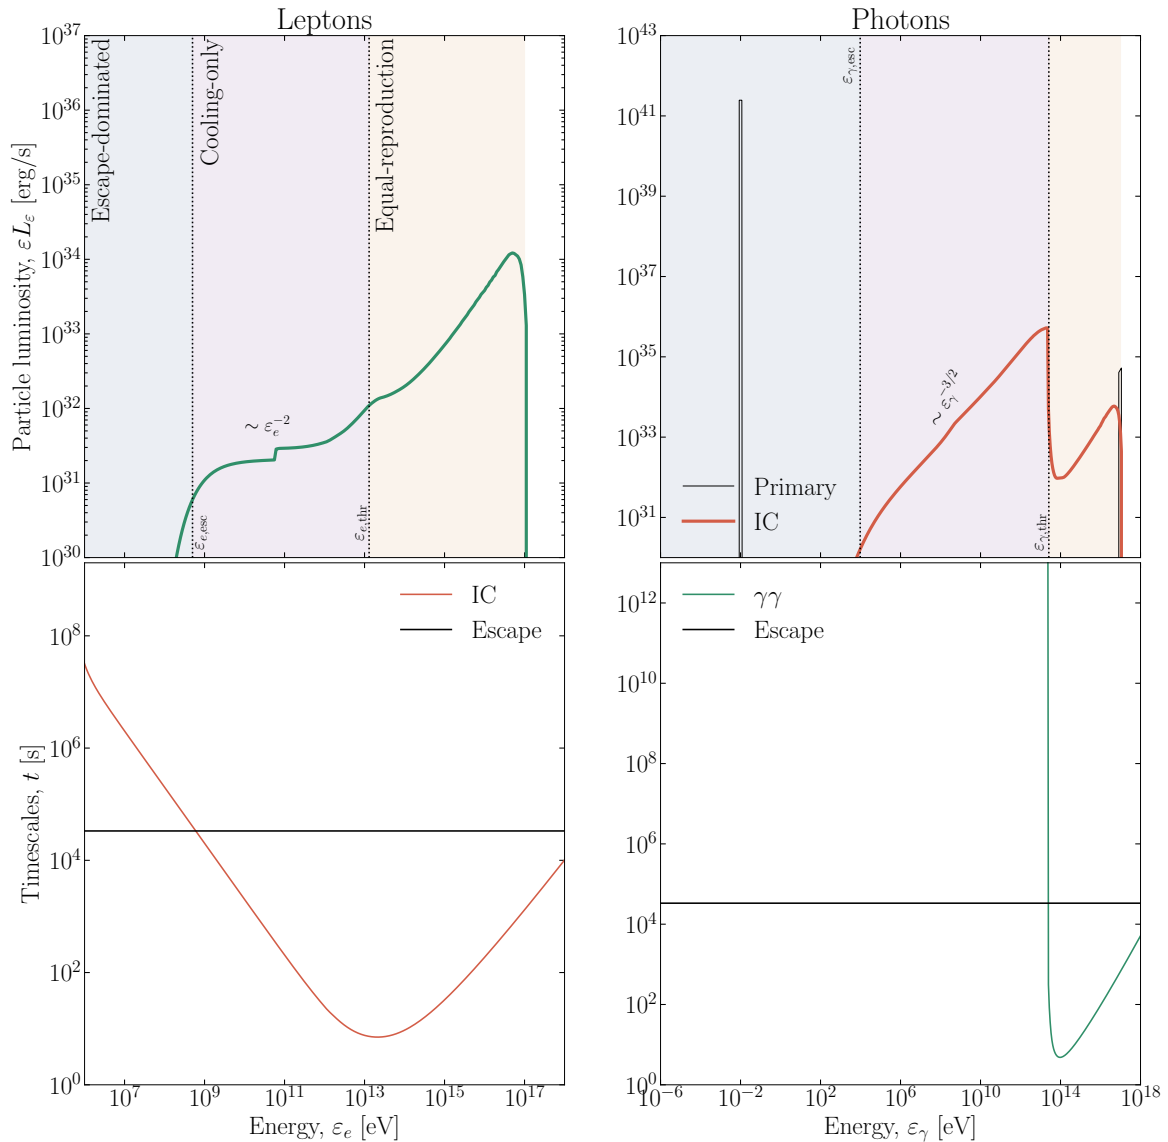 Leptons
Photons
Particle luminosity, εL_ε [erg/s]
10^37
10^36
10^35
10^34
10^33
10^32
10^31
10^30
Escape-dominated
Cooling-only
Equal-reproduction
~ ε_e^−2
ε_e,esc
ε_e,thr
10^43
10^41
10^39
10^37
10^35
10^33
10^31
ε_γ,esc
~ ε_γ^−3/2
ε_γ,thr
Primary
IC
Timescales, t [s]
10^8
10^6
10^4
10^2
10^0
IC
Escape
10^7
10^9
10^11
10^13
10^15
10^17
Energy, ε_e [eV]
10^12
10^10
10^8
10^6
10^4
10^2
10^0
γγ
Escape
10^−6
10^−2
10^2
10^6
10^10
10^14
10^18
Energy, ε_γ [eV]